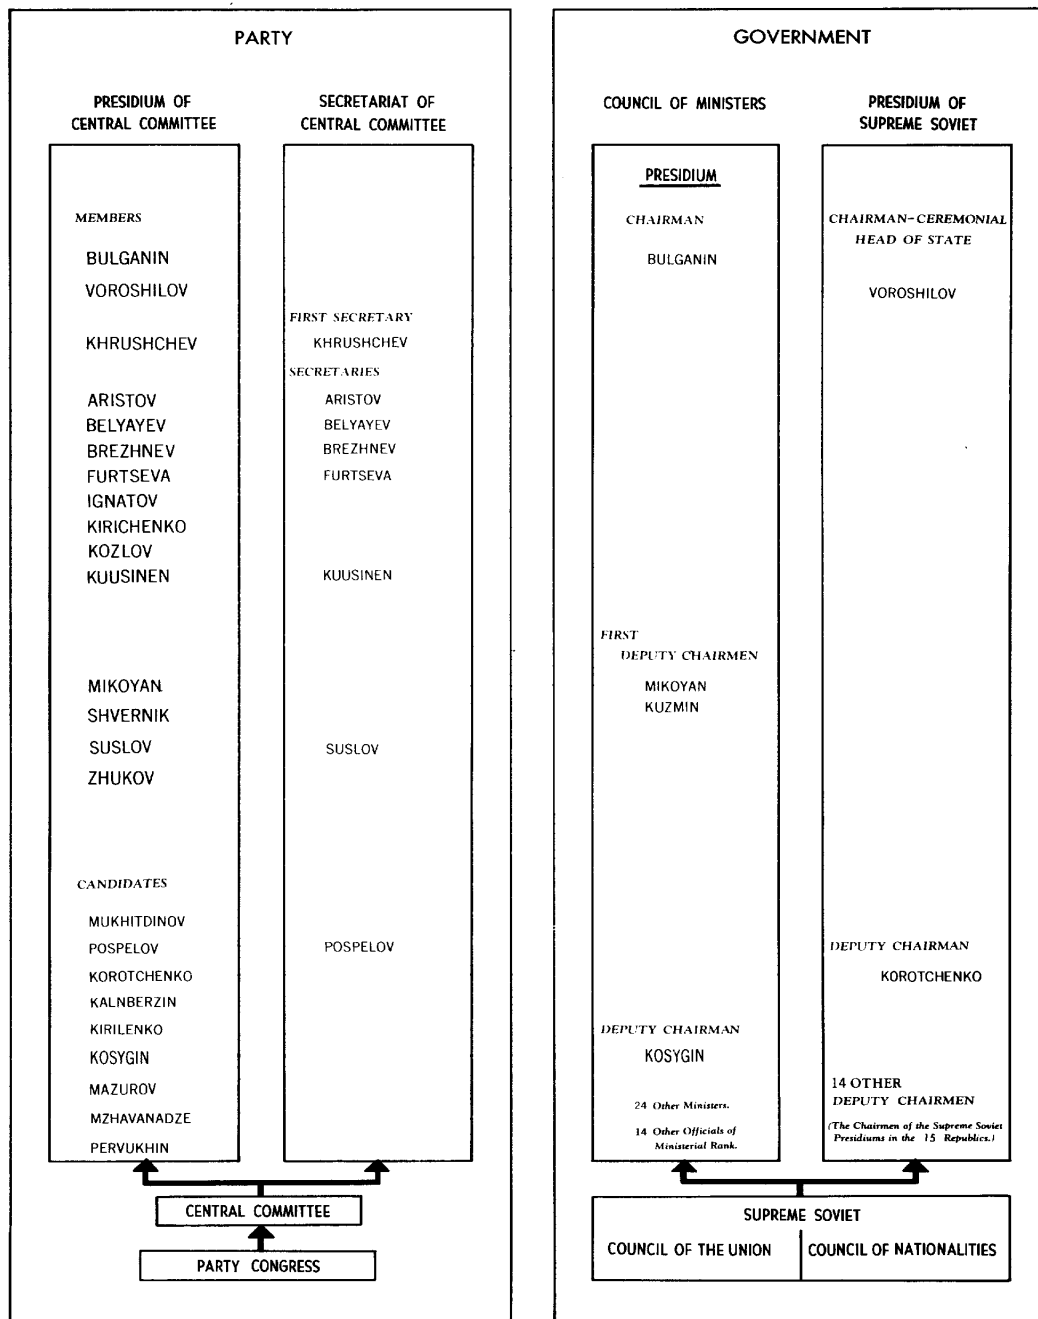 PARTY
PRESIDIUM OF
CENTRAL COMMITTEE
MEMBERS
BULGANIN
VOROSHILOV
KHRUSHCHEV
ARISTOV
BELYAYEV
BREZHNEV
FURTSEVA
IGNATOV
KIRICHENKO
KOZLOV
KUUSINEN
MIKOYAN
SHVERNIK
SUSLOV
ZHUKOV
CANDIDATES
MUKHITDINOV
POSPELOV
KOROTCHENKO
KALNBERZIN
KIRILENKO
KOSYGIN
MAZUROV
MZHAVANADZE
PERVUKHIN
SECRETARIAT OF
CENTRAL COMMITTEE
FIRST SECRETARY
KHRUSHCHEV
SECRETARIES
ARISTOV
BELYAYEV
BREZHNEV
FURTSEVA
KUUSINEN
SUSLOV
POSPELOV
CENTRAL COMMITTEE
PARTY CONGRESS
GOVERNMENT
COUNCIL OF MINISTERS
PRESIDIUM
CHAIRMAN
BULGANIN
FIRST
DEPUTY CHAIRMEN
MIKOYAN
KUZMIN
DEPUTY CHAIRMAN
KOSYGIN
24 Other Ministers.
14 Other Officials of
Ministerial Rank.
PRESIDIUM OF
SUPREME SOVIET
CHAIRMAN-CEREMONIAL
HEAD OF STATE
VOROSHILOV
DEPUTY CHAIRMAN
KOROTCHENKO
14 OTHER
DEPUTY CHAIRMEN
(The Chairmen of the Supreme Soviet
Presidiums in the 15 Republics.)
SUPREME SOVIET
COUNCIL OF THE UNION
COUNCIL OF NATIONALITIES